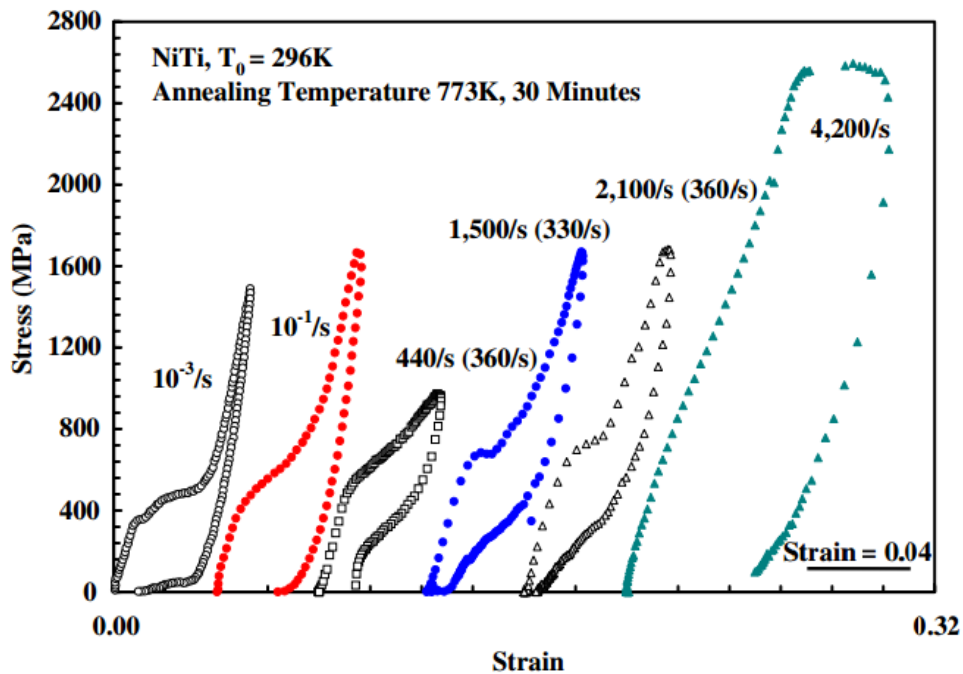 2800
NiTi, T₀ = 296K
Annealing Temperature 773K, 30 Minutes
2400
4,200/s
2000
2,100/s (360/s)
1,500/s (330/s)
1600
10⁻¹/s
1200
440/s (360/s)
10⁻³/s
800
400
Strain = 0.04
0
0.00
0.32
Strain
Stress (MPa)